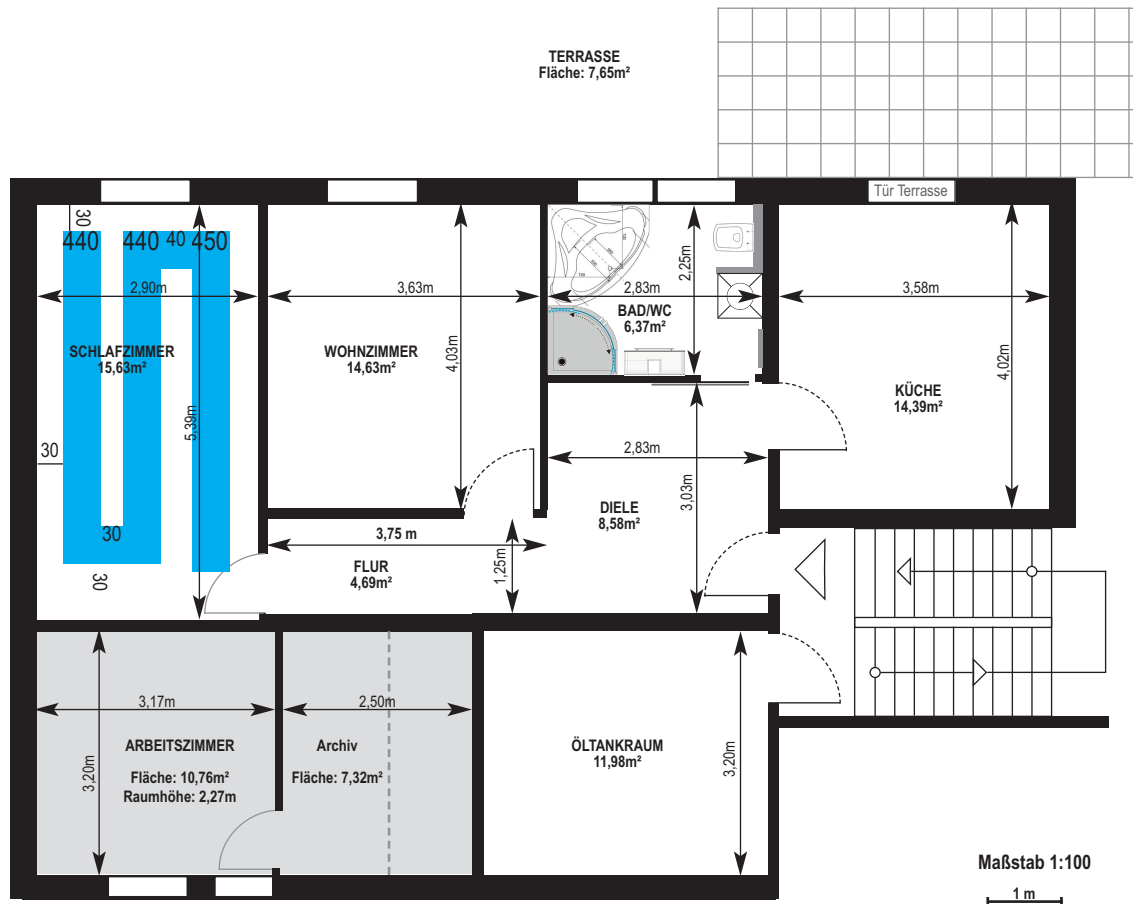 TERRASSE
Fläche: 7,65m²
Tür Terrasse
30
440 440 40 450
2,90m
SCHLAFZIMMER
15,63m²
5,39m
30
30
30
3,63m
WOHNZIMMER
14,63m²
4,03m
2,25m
2,83m
BAD/WC
6,37m²
3,58m
KÜCHE
14,39m²
4,02m
2,83m
DIELE
8,58m²
3,03m
3,75 m
FLUR
4,69m²
1,25m
3,17m
ARBEITSZIMMER
Fläche: 10,76m²
Raumhöhe: 2,27m
3,20m
2,50m
Archiv
Fläche: 7,32m²
ÖLTANKRAUM
11,98m²
3,20m
Maßstab 1:100
1 m